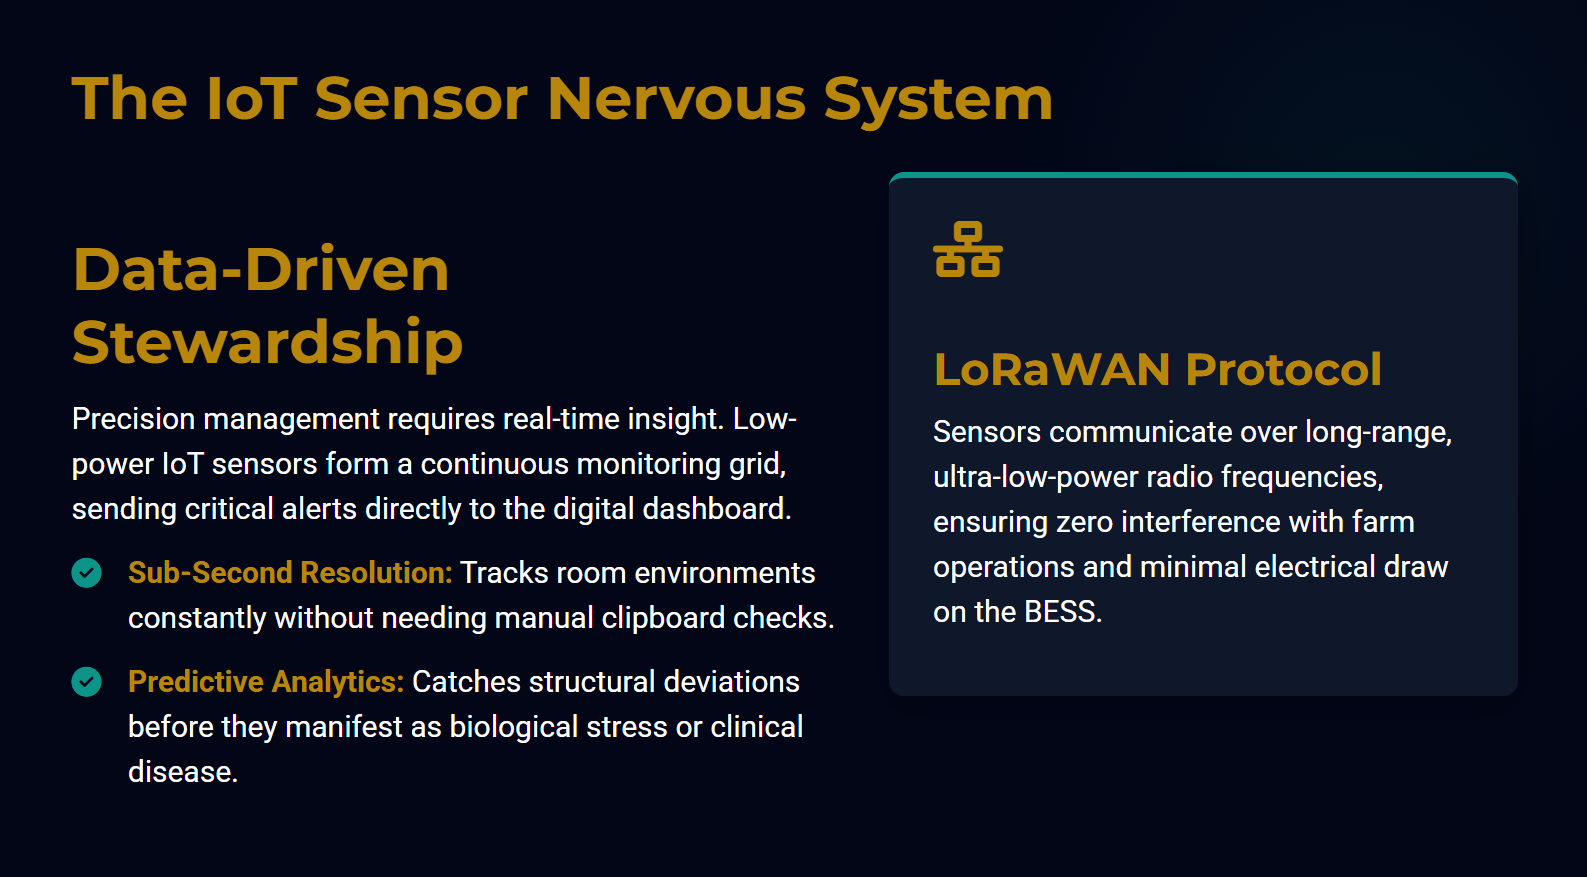 The IoT Sensor Nervous System
Data-Driven
Stewardship
Precision management requires real-time insight. Low-
power IoT sensors form a continuous monitoring grid,
sending critical alerts directly to the digital dashboard.
Sub-Second Resolution: Tracks room environments
constantly without needing manual clipboard checks.
Predictive Analytics: Catches structural deviations
before they manifest as biological stress or clinical
disease.
LoRaWAN Protocol
Sensors communicate over long-range,
ultra-low-power radio frequencies,
ensuring zero interference with farm
operations and minimal electrical draw
on the BESS.